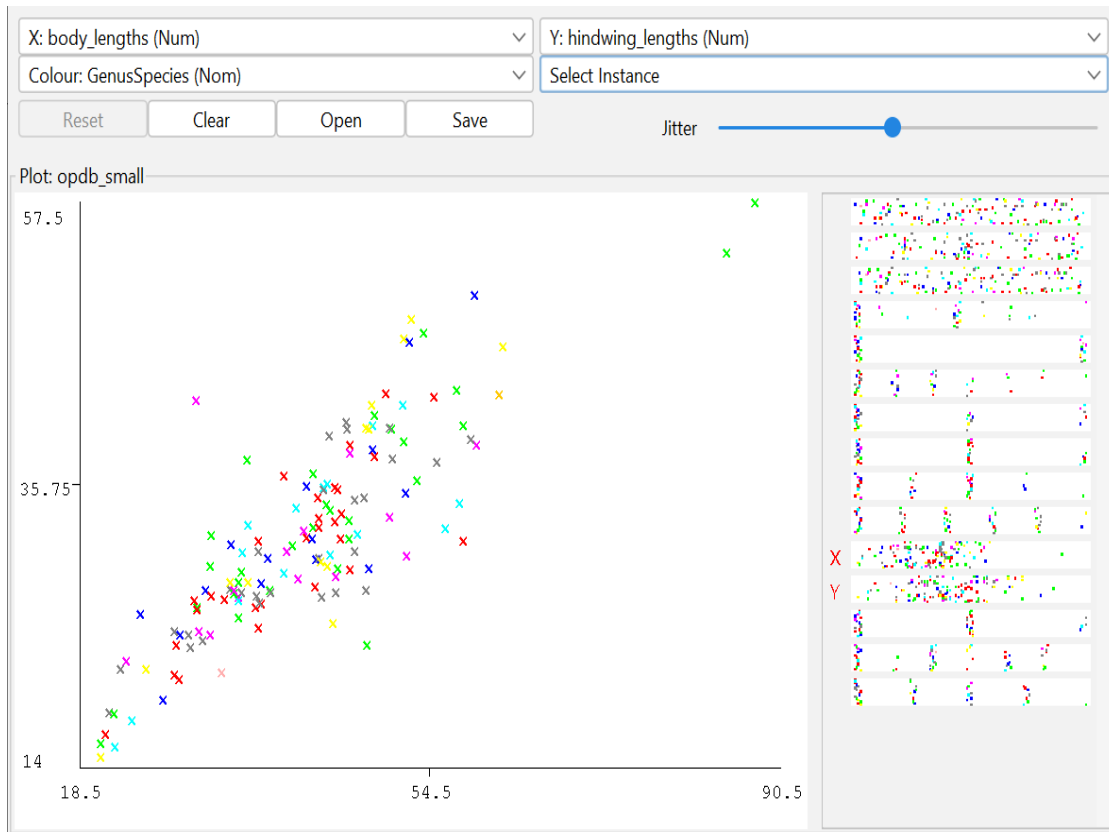 X: body_lengths (Num)
Y: hindwing_lengths (Num)
Colour: GenusSpecies (Nom)
Select Instance
Reset
Clear
Open
Save
Jitter
Plot: opdb_small
57.5
35.75
14
18.5
54.5
90.5
X
Y